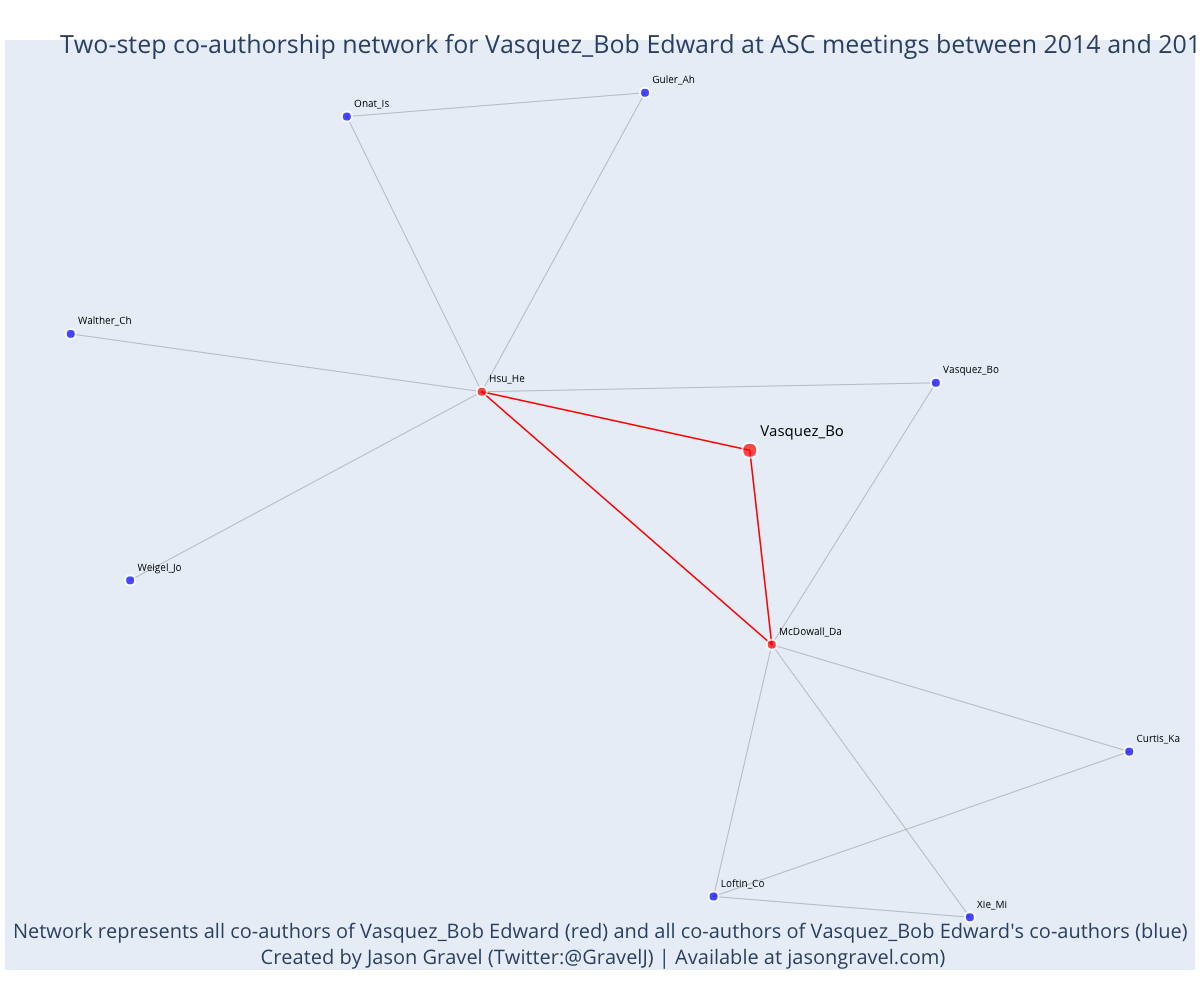 Two-step co-authorship network for Vasquez_Bob Edward at ASC meetings between 2014 and 201
Guler_Ah
Onat_Is
Walther_Ch
Hsu_He
Vasquez_Bo
Vasquez_Bo
Weigel_Jo
McDowall_Da
Curtis_Ka
Loftin_Co
Xie_Mi
Network represents all co-authors of Vasquez_Bob Edward (red) and all co-authors of Vasquez_Bob Edward's co-authors (blue)
Created by Jason Gravel (Twitter:@GravelJ) | Available at jasongravel.com)